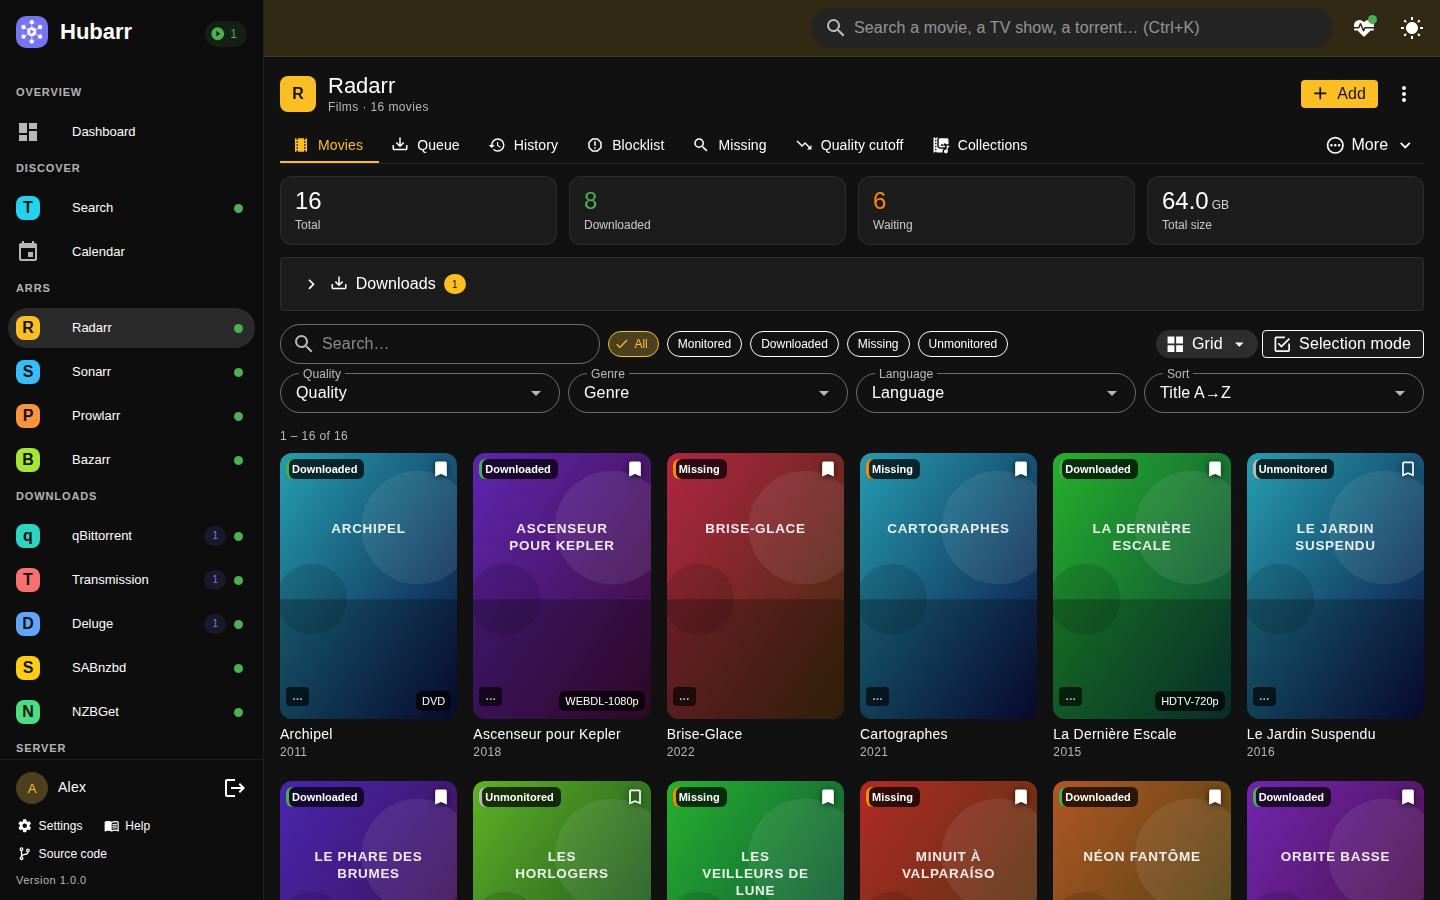 Hubarr
1
OVERVIEW
Dashboard
DISCOVER
T Search
Calendar
ARRS
R Radarr
S Sonarr
P Prowlarr
B Bazarr
DOWNLOADS
q qBittorrent 1
T Transmission 1
D Deluge 1
S SABnzbd
N NZBGet
SERVER
A Alex
Settings Help
Source code
Version 1.0.0
Search a movie, a TV show, a torrent… (Ctrl+K)
R Radarr
Films · 16 movies
Add
Movies Queue History Blocklist Missing Quality cutoff Collections More
16
Total
8
Downloaded
6
Waiting
64.0 GB
Total size
Downloads 1
Search… All Monitored Downloaded Missing Unmonitored Grid Selection mode
Quality Genre Language Sort
Quality Genre Language Title A→Z
1 – 16 of 16
Downloaded
ARCHIPEL
... DVD
Archipel
2011
Downloaded
ASCENSEUR
POUR KEPLER
... WEBDL-1080p
Ascenseur pour Kepler
2018
Missing
BRISE-GLACE
...
Brise-Glace
2022
Missing
CARTOGRAPHES
...
Cartographes
2021
Downloaded
LA DERNIÈRE
ESCALE
... HDTV-720p
La Dernière Escale
2015
Unmonitored
LE JARDIN
SUSPENDU
...
Le Jardin Suspendu
2016
Downloaded
LE PHARE DES
BRUMES
Unmonitored
LES
HORLOGERS
Missing
LES
VEILLEURS DE
LUNE
Missing
MINUIT À
VALPARAÍSO
Downloaded
NÉON FANTÔME
Downloaded
ORBITE BASSE